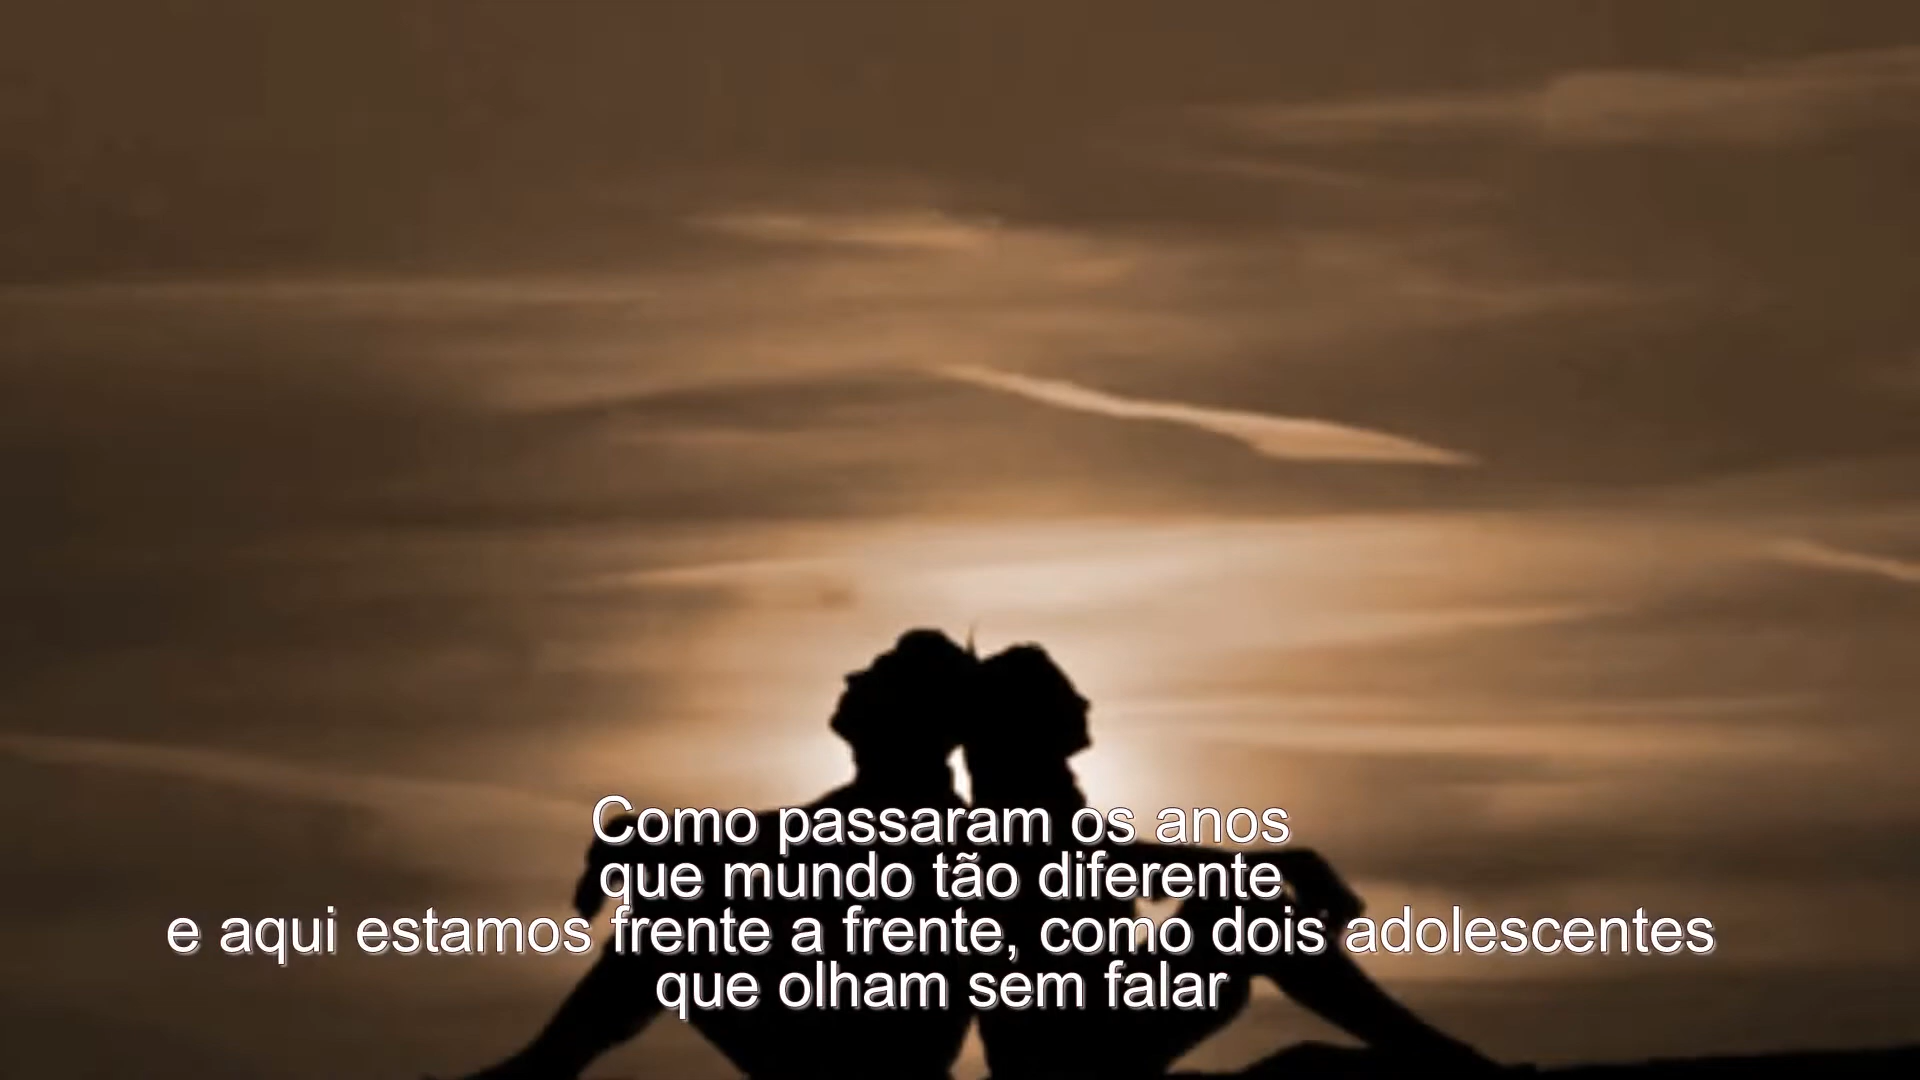 Como passaram os anos
que mundo tão diferente
e aqui estamos frente a frente, como dois adolescentes
que olham sem falar